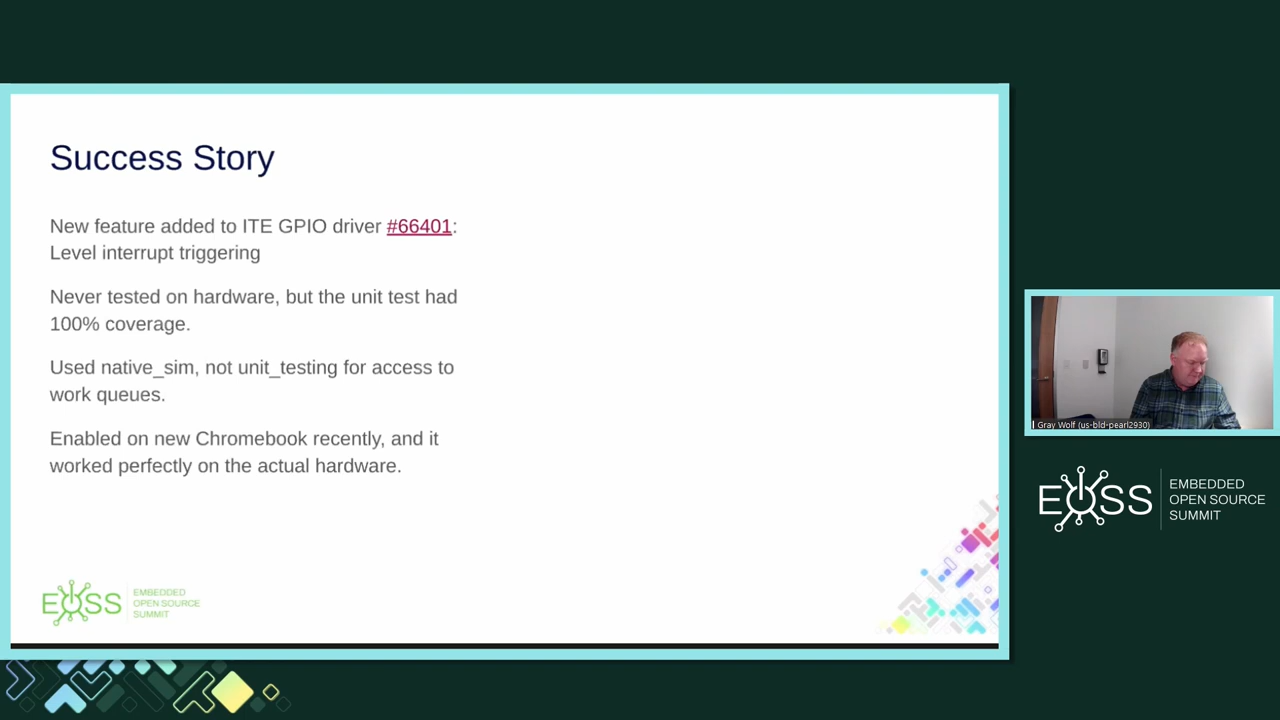 Success Story
New feature added to ITE GPIO driver #66401:
Level interrupt triggering
Never tested on hardware, but the unit test had
100% coverage.
Used native_sim, not unit_testing for access to
work queues.
Enabled on new Chromebook recently, and it
worked perfectly on the actual hardware.
EOSS
EMBEDDED
OPEN SOURCE
SUMMIT
Gray Wolf (us-bld-pearl2930)
EOSS
EMBEDDED
OPEN SOURCE
SUMMIT